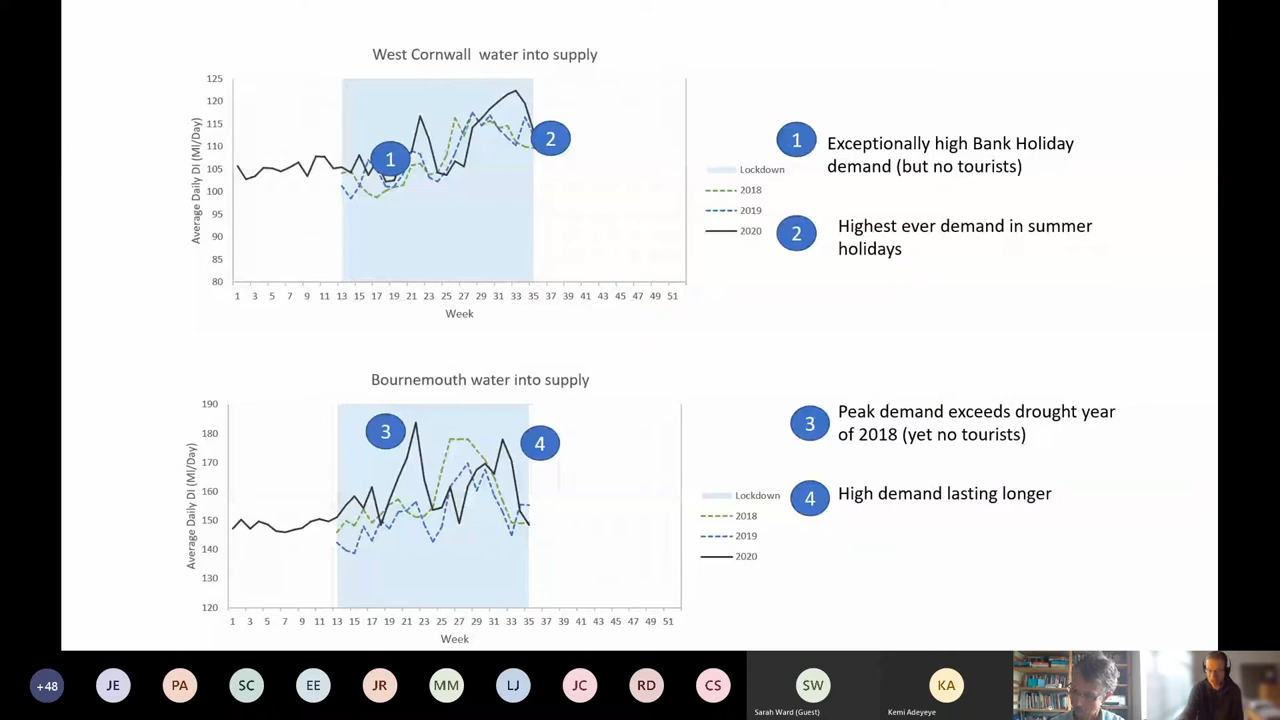 West Cornwall water into supply
125
120
115
110
105
100
95
90
85
80
Average Daily DI (Ml/Day)
1 3 5 7 9 11 13 15 17 19 21 23 25 27 29 31 33 35 37 39 41 43 45 47 49 51
Week
1
2
Lockdown
2018
2019
2020
1
Exceptionally high Bank Holiday
demand (but no tourists)
2
Highest ever demand in summer
holidays
Bournemouth water into supply
190
180
170
160
150
140
130
120
Average Daily DI (Ml/Day)
1 3 5 7 9 11 13 15 17 19 21 23 25 27 29 31 33 35 37 39 41 43 45 47 49 51
Week
3
4
Lockdown
2018
2019
2020
3
Peak demand exceeds drought year
of 2018 (yet no tourists)
4
High demand lasting longer
+48 JE PA SC EE JR MM LJ JC RD CS SW KA
Sarah Ward (Guest)
Kemi Adeyeye